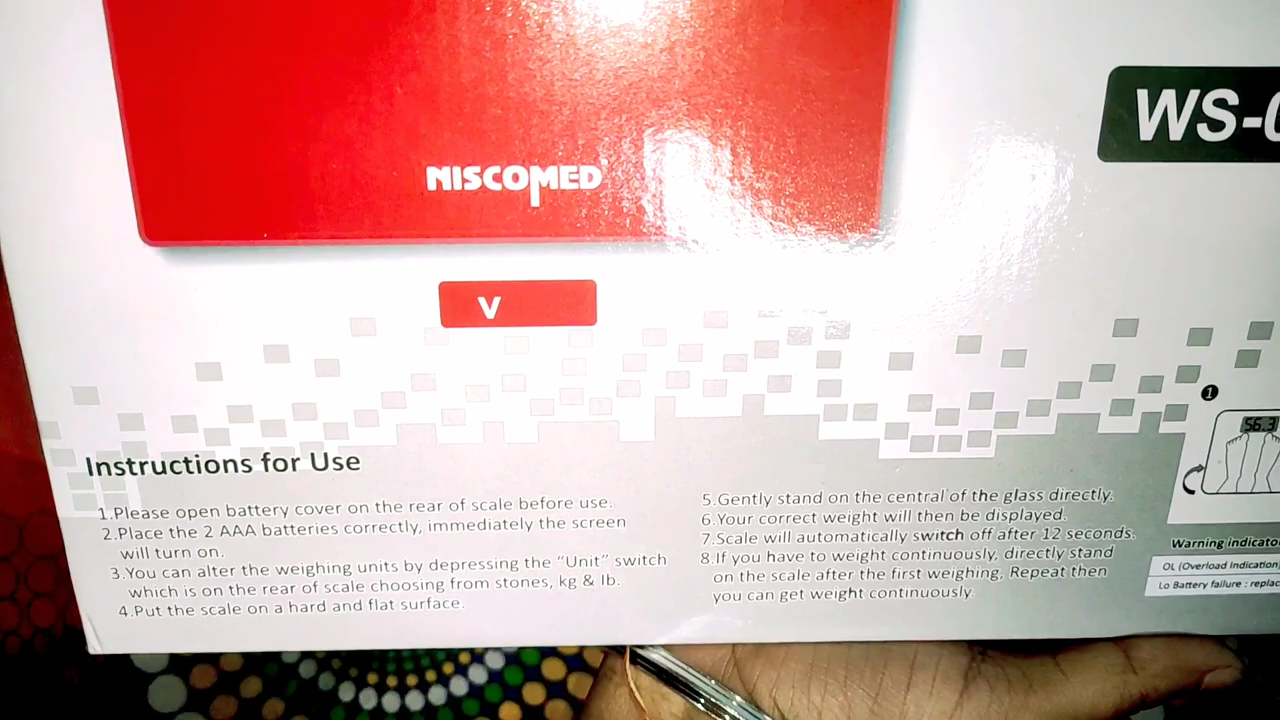 NISCOMED
WS-0
V
Instructions for Use
1.Please open battery cover on the rear of scale before use.
2.Place the 2 AAA batteries correctly, immediately the screen
will turn on.
3.You can alter the weighing units by depressing the “Unit” switch
which is on the rear of scale choosing from stones, kg & lb.
4.Put the scale on a hard and flat surface.
5.Gently stand on the central of the glass directly.
6.Your correct weight will then be displayed.
7.Scale will automatically switch off after 12 seconds.
8.If you have to weight continuously, directly stand
on the scale after the first weighing, Repeat then
you can get weight continuously
1
56.3
Warning indicato
OL (Overload Indication)
Lo Battery failure : replac